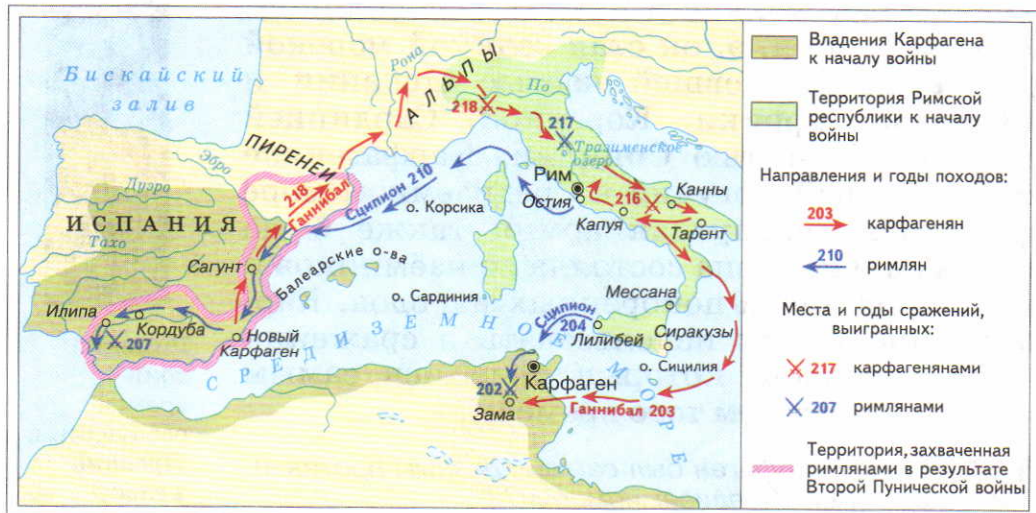 Бискайский
залив
Рона
АЛЬПЫ
По
218
217
Тразименское
озеро
ПИРЕНЕИ
Эбро
Дуэро
218
Ганнибал
Сципион 210
Рим
Остия
Корсика
216
Канны
Капуя
Тарент
ИСПАНИЯ
Тахо
Сагунт
Балеарские о-ва
о. Сардиния
Мессана
Илипа
Кордуба
207
Новый
Карфаген
Сципион
204
Лилибей
Сиракузы
о. Сицилия
СРЕДИЗЕМНОЕ МОРЕ
202
Карфаген
Зама
Ганнибал 203
Владения Карфагена
к началу войны
Территория Римской
республики к началу
войны
Направления и годы походов:
203 карфагенян
210 римлян
Места и годы сражений,
выигранных:
217 карфагенянами
207 римлянами
Территория, захваченная
римлянами в результате
Второй Пунической войны